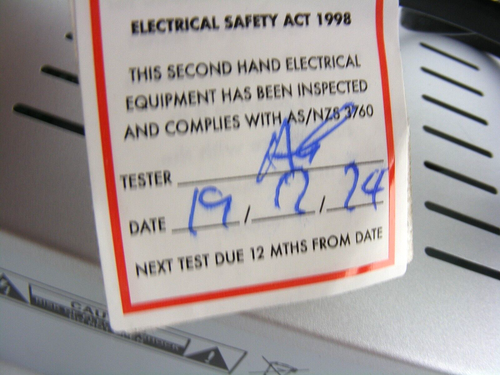 ELECTRICAL SAFETY ACT 1998
THIS SECOND HAND ELECTRICAL
EQUIPMENT HAS BEEN INSPECTED
AND COMPLIES WITH AS/NZS 3760
TESTER
DATE 19 / 12 / 24
NEXT TEST DUE 12 MTHS FROM DATE